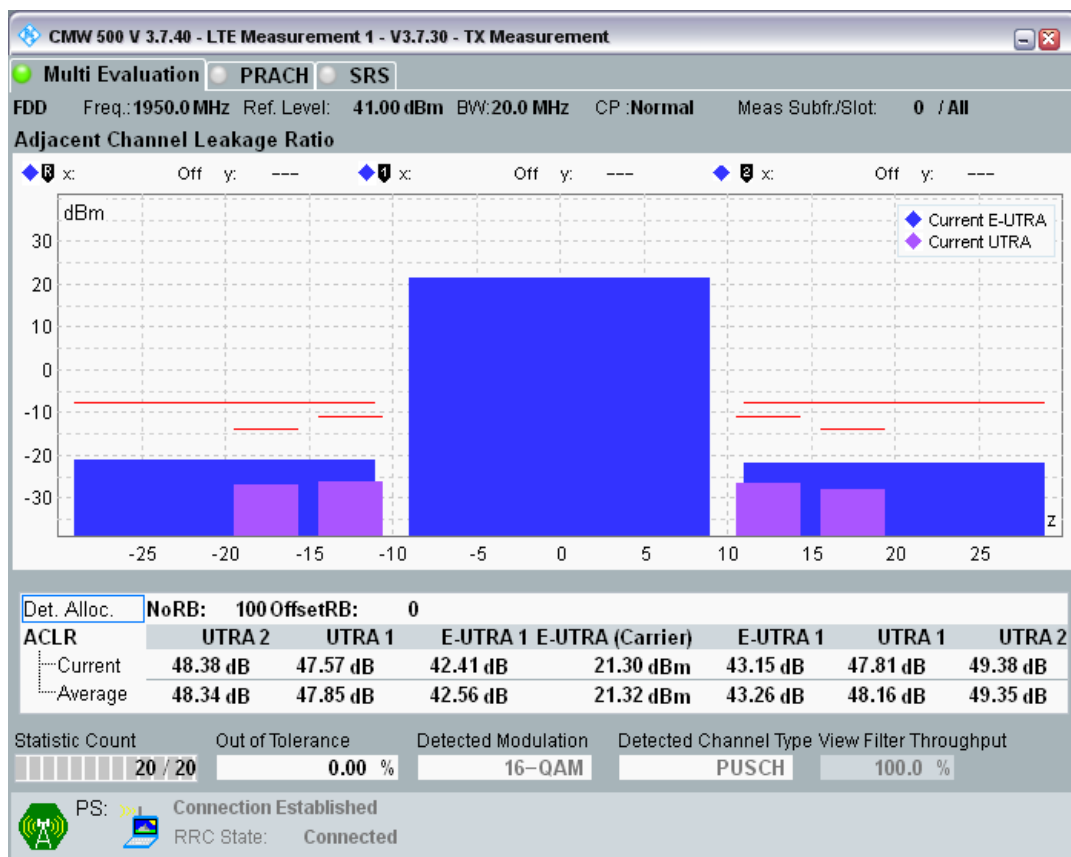 CMW 500 V 3.7.40 - LTE Measurement 1 - V3.7.30 - TX Measurement
Multi Evaluation PRACH SRS
FDD Freq.: 1950.0 MHz Ref. Level: 41.00 dBm BW: 20.0 MHz CP : Normal Meas Subfr./Slot: 0 / All
Adjacent Channel Leakage Ratio
R x: Off y: --- 1 x: Off y: --- 2 x: Off y: ---
dBm
Current E-UTRA
Current UTRA
30
20
10
0
-10
-20
-30
z
-25 -20 -15 -10 -5 0 5 10 15 20 25
Det. Alloc. NoRB: 100 OffsetRB: 0
ACLR UTRA 2 UTRA 1 E-UTRA 1 E-UTRA (Carrier) E-UTRA 1 UTRA 1 UTRA 2
Current 48.38 dB 47.57 dB 42.41 dB 21.30 dBm 43.15 dB 47.81 dB 49.38 dB
Average 48.34 dB 47.85 dB 42.56 dB 21.32 dBm 43.26 dB 48.16 dB 49.35 dB
Statistic Count Out of Tolerance Detected Modulation Detected Channel Type View Filter Throughput
20 / 20 0.00 % 16-QAM PUSCH 100.0 %
PS: Connection Established
RRC State: Connected